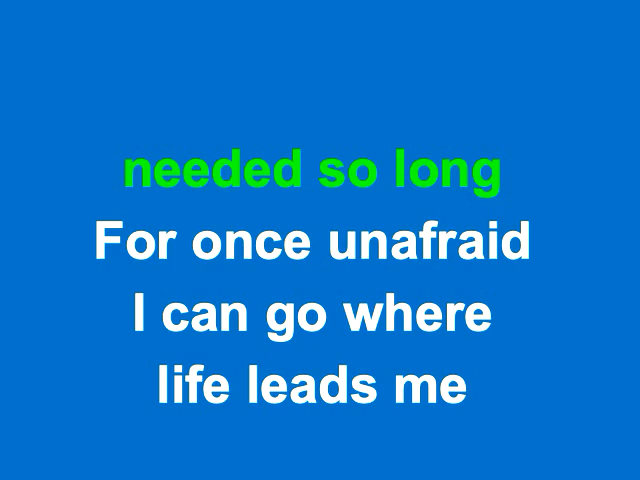 needed so long
For once unafraid
I can go where
life leads me